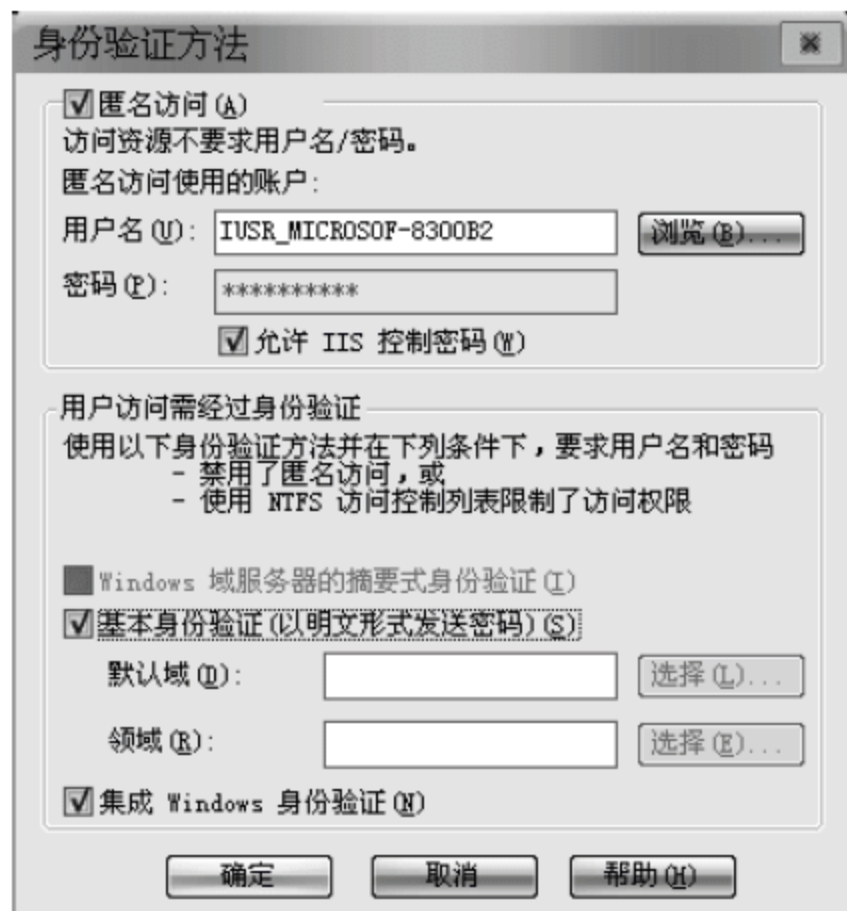 身份验证方法
匿名访问(A)
访问资源不要求用户名/密码。
匿名访问使用的账户:
用户名(U): IUSR_MICROSOF-8300B2 浏览(B)...
密码(P): **********
允许 IIS 控制密码(W)
用户访问需经过身份验证
使用以下身份验证方法并在下列条件下,要求用户名和密码
- 禁用了匿名访问,或
- 使用 NTFS 访问控制列表限制了访问权限
Windows 域服务器的摘要式身份验证(I)
基本身份验证(以明文形式发送密码)(S)
默认域(D): 选择(L)...
领域(R): 选择(E)...
集成 Windows 身份验证(N)
确定 取消 帮助(H)